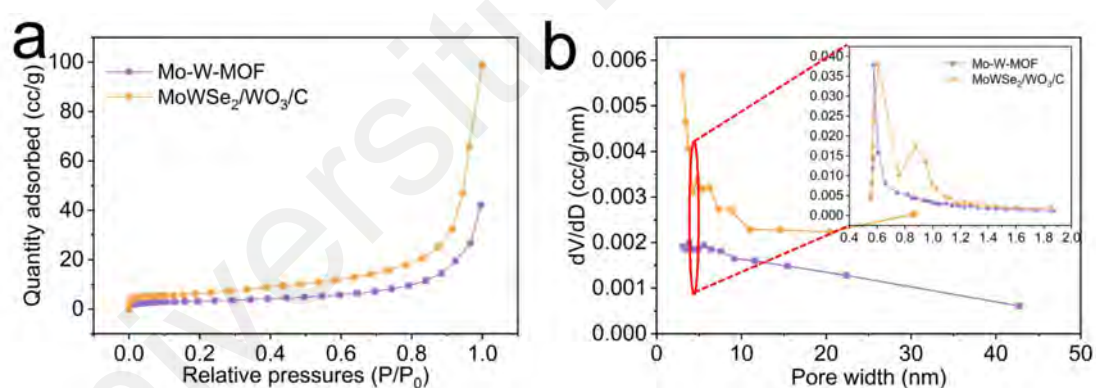 a
100
80
60
40
20
0
Quantity adsorbed (cc/g)
Mo-W-MOF
MoWSe₂/WO₃/C
0.0 0.2 0.4 0.6 0.8 1.0
Relative pressures (P/P₀)
b
0.006
0.005
0.004
0.003
0.002
0.001
0.000
dV/dD (cc/g/nm)
0 10 20 30 40 50
Pore width (nm)
0.040
0.035
0.030
0.025
0.020
0.015
0.010
0.005
0.000
Mo-W-MOF
MoWSe₂/WO₃/C
0.4 0.6 0.8 1.0 1.2 1.4 1.6 1.8 2.0